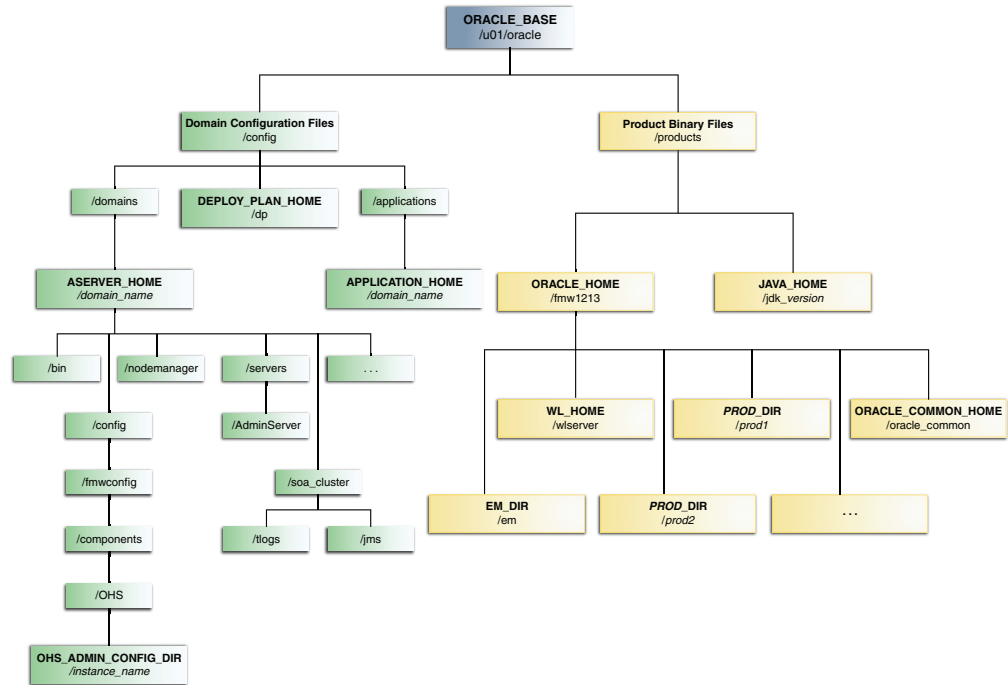 ORACLE_BASE
/u01/oracle
Domain Configuration Files
/config
Product Binary Files
/products
/domains
DEPLOY_PLAN_HOME
/dp
/applications
ASERVER_HOME
/domain_name
APPLICATION_HOME
/domain_name
ORACLE_HOME
/fmw1213
JAVA_HOME
/jdk_version
/bin
/nodemanager
/servers
. . .
/config
/AdminServer
WL_HOME
/wlserver
PROD_DIR
/prod1
ORACLE_COMMON_HOME
/oracle_common
/fmwconfig
/soa_cluster
EM_DIR
/em
PROD_DIR
/prod2
. . .
/components
/tlogs
/jms
/OHS
OHS_ADMIN_CONFIG_DIR
/instance_name